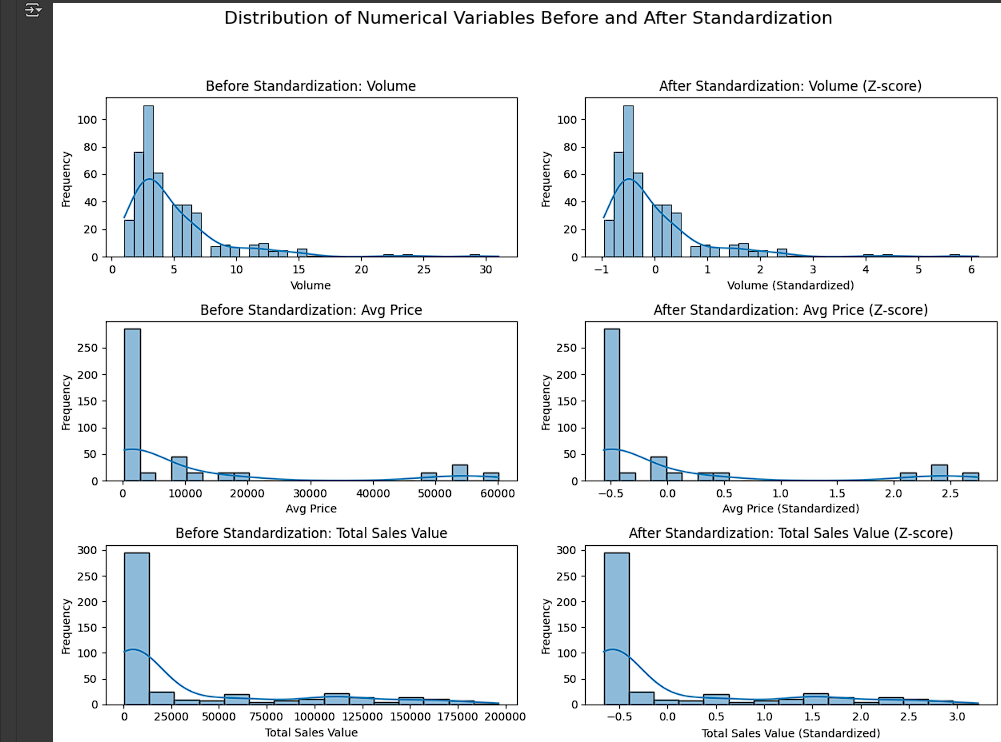 Distribution of Numerical Variables Before and After Standardization
Before Standardization: Volume
After Standardization: Volume (Z-score)
Frequency
100
80
60
40
20
0
0 5 10 15 20 25 30
Volume
Frequency
100
80
60
40
20
0
−1 0 1 2 3 4 5 6
Volume (Standardized)
Before Standardization: Avg Price
After Standardization: Avg Price (Z-score)
Frequency
250
200
150
100
50
0
0 10000 20000 30000 40000 50000 60000
Avg Price
Frequency
250
200
150
100
50
0
−0.5 0.0 0.5 1.0 1.5 2.0 2.5
Avg Price (Standardized)
Before Standardization: Total Sales Value
After Standardization: Total Sales Value (Z-score)
Frequency
300
250
200
150
100
50
0
0 25000 50000 75000 100000 125000 150000 175000 200000
Total Sales Value
Frequency
300
250
200
150
100
50
0
−0.5 0.0 0.5 1.0 1.5 2.0 2.5 3.0
Total Sales Value (Standardized)